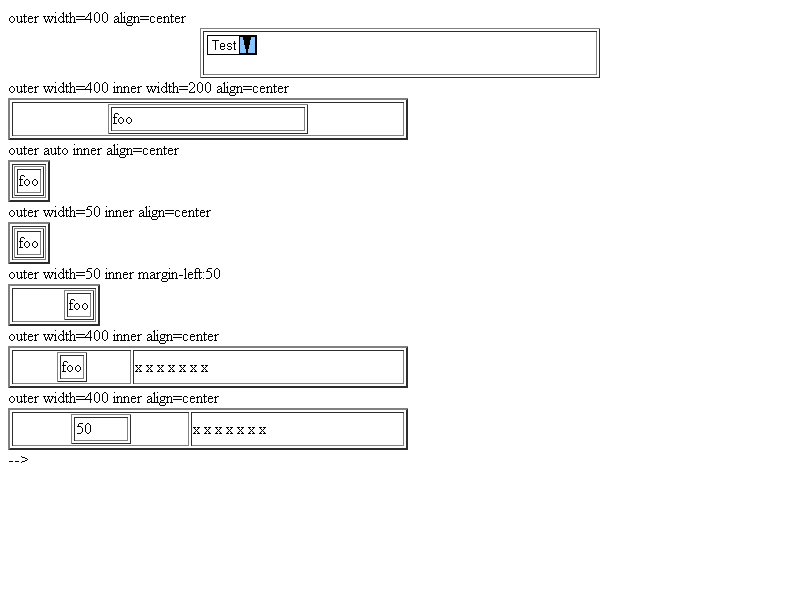 outer width=400 align=center
Test
outer width=400 inner width=200 align=center
foo
outer auto inner align=center
foo
outer width=50 inner align=center
foo
outer width=50 inner margin-left:50
foo
outer width=400 inner align=center
foo x x x x x x x
outer width=400 inner align=center
50 x x x x x x x
-->